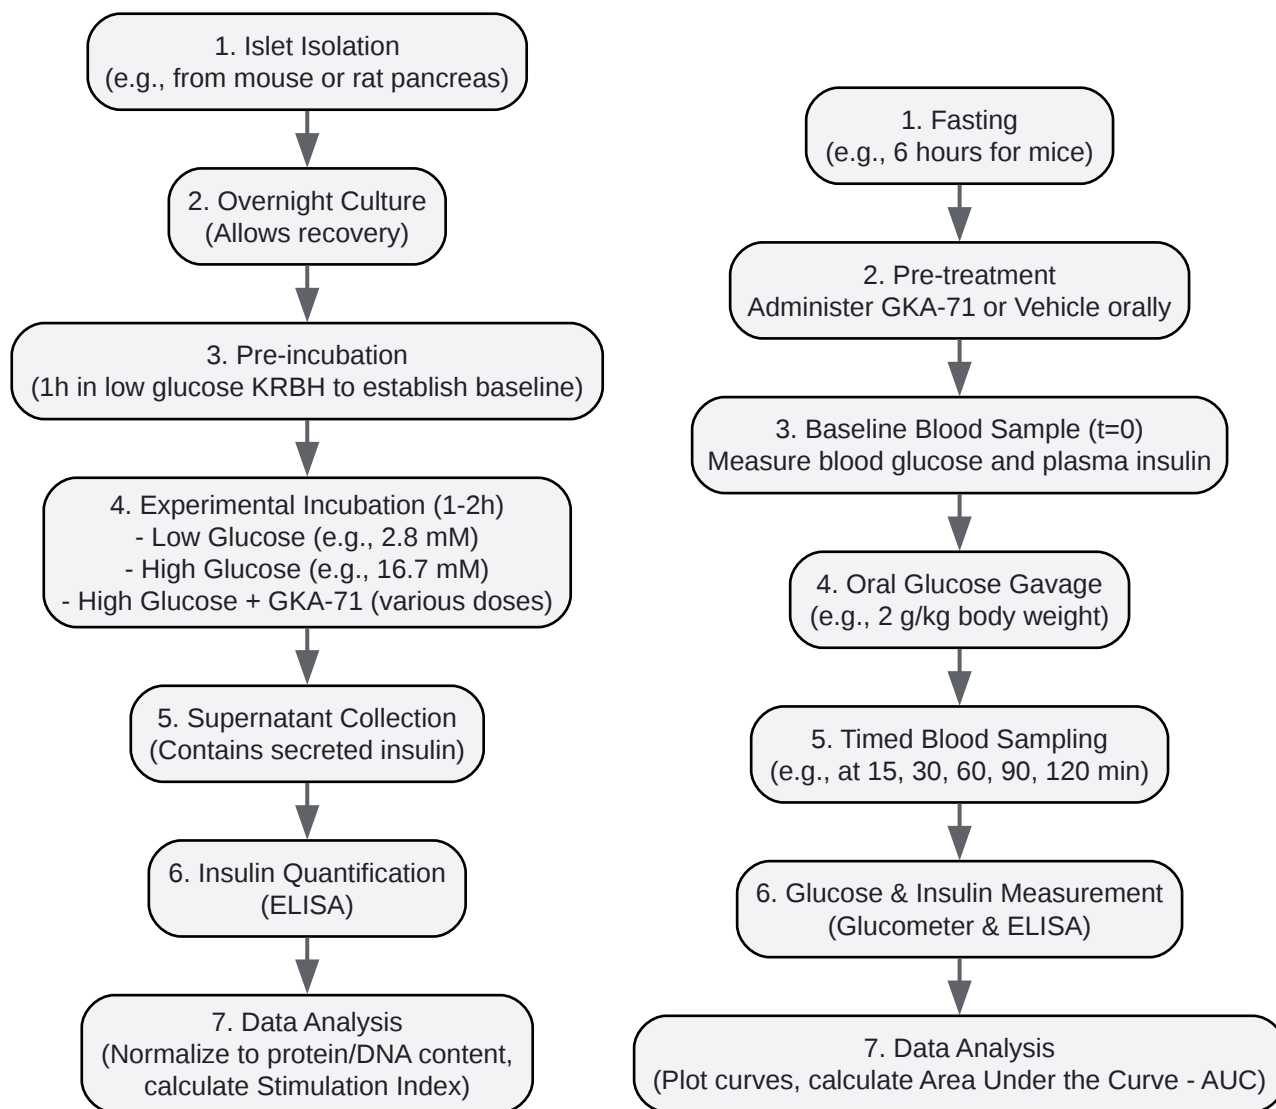 1. Islet Isolation
(e.g., from mouse or rat pancreas)
2. Overnight Culture
(Allows recovery)
3. Pre-incubation
(1h in low glucose KRBH to establish baseline)
4. Experimental Incubation (1-2h)
- Low Glucose (e.g., 2.8 mM)
- High Glucose (e.g., 16.7 mM)
- High Glucose + GKA-71 (various doses)
5. Supernatant Collection
(Contains secreted insulin)
6. Insulin Quantification
(ELISA)
7. Data Analysis
(Normalize to protein/DNA content,
calculate Stimulation Index)
1. Fasting
(e.g., 6 hours for mice)
2. Pre-treatment
Administer GKA-71 or Vehicle orally
3. Baseline Blood Sample (t=0)
Measure blood glucose and plasma insulin
4. Oral Glucose Gavage
(e.g., 2 g/kg body weight)
5. Timed Blood Sampling
(e.g., at 15, 30, 60, 90, 120 min)
6. Glucose & Insulin Measurement
(Glucometer & ELISA)
7. Data Analysis
(Plot curves, calculate Area Under the Curve - AUC)